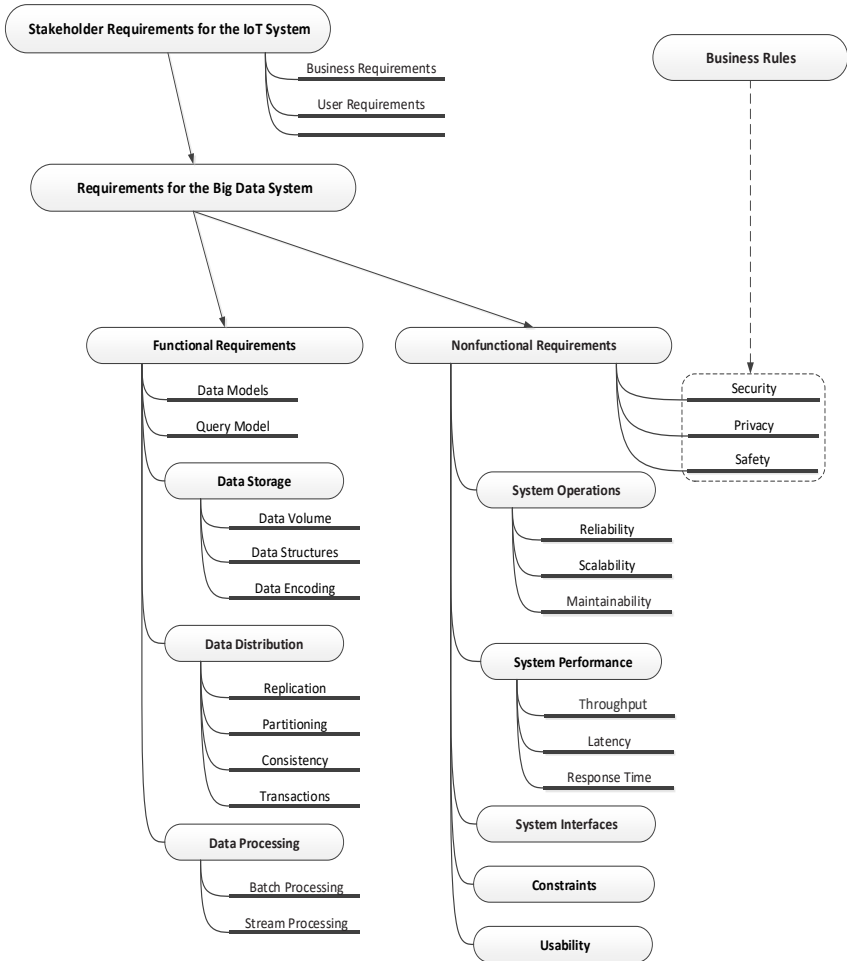 Stakeholder Requirements for the IoT System
Business Requirements
User Requirements
Business Rules
Requirements for the Big Data System
Functional Requirements
Data Models
Query Model
Data Storage
Data Volume
Data Structures
Data Encoding
Data Distribution
Replication
Partitioning
Consistency
Transactions
Data Processing
Batch Processing
Stream Processing
Nonfunctional Requirements
Security
Privacy
Safety
System Operations
Reliability
Scalability
Maintainability
System Performance
Throughput
Latency
Response Time
System Interfaces
Constraints
Usability